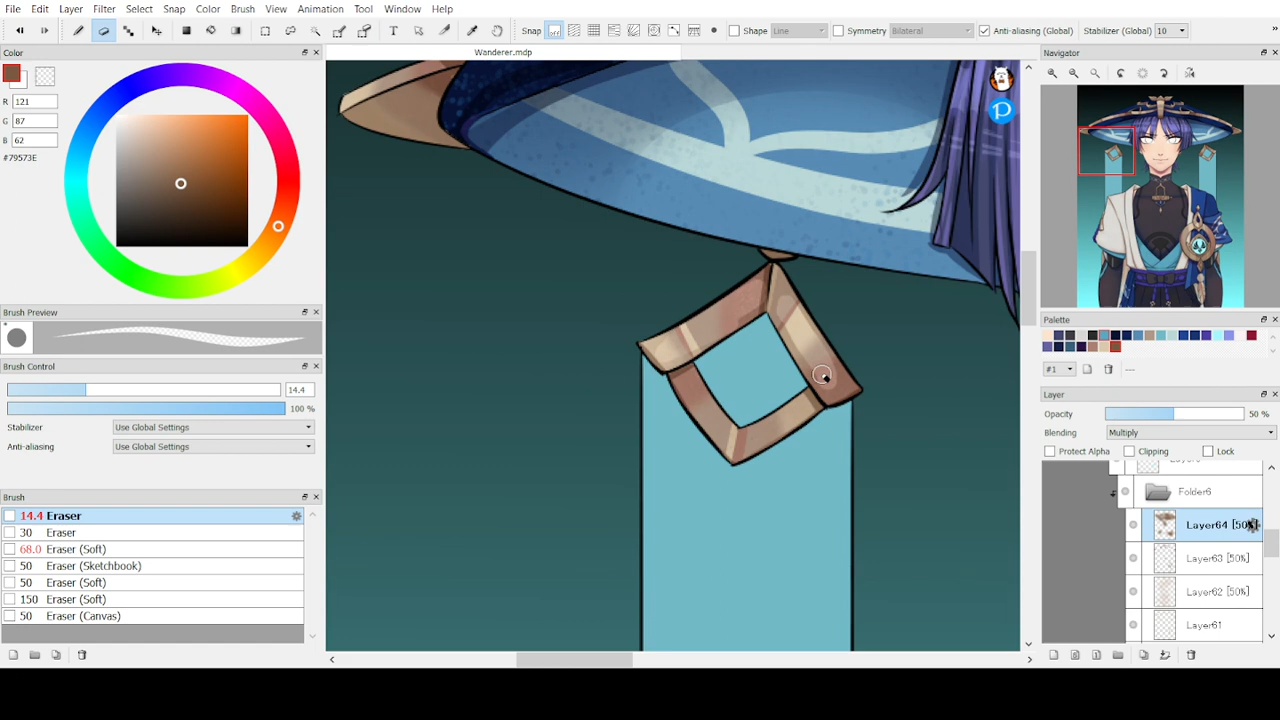 File Edit Layer Filter Select Snap Color Brush View Animation Tool Window Help
Snap Shape Line Symmetry Bilateral Anti-aliasing (Global) Stabilizer (Global) 10 »
Color
Wanderer.mdp
Navigator
R 121
G 87
B 62
#79573E
Brush Preview
Palette
Brush Control
#1 ---
14.4
Layer
100 %
Opacity 50 %
Stabilizer Use Global Settings
Blending Multiply
Anti-aliasing Use Global Settings
Protect Alpha Clipping Lock
Folder6
Brush
14.4 Eraser
30 Eraser
68.0 Eraser (Soft)
50 Eraser (Sketchbook)
50 Eraser (Soft)
150 Eraser (Soft)
50 Eraser (Canvas)
Layer64
Layer63 [50%]
Layer62 [50%]
Layer61